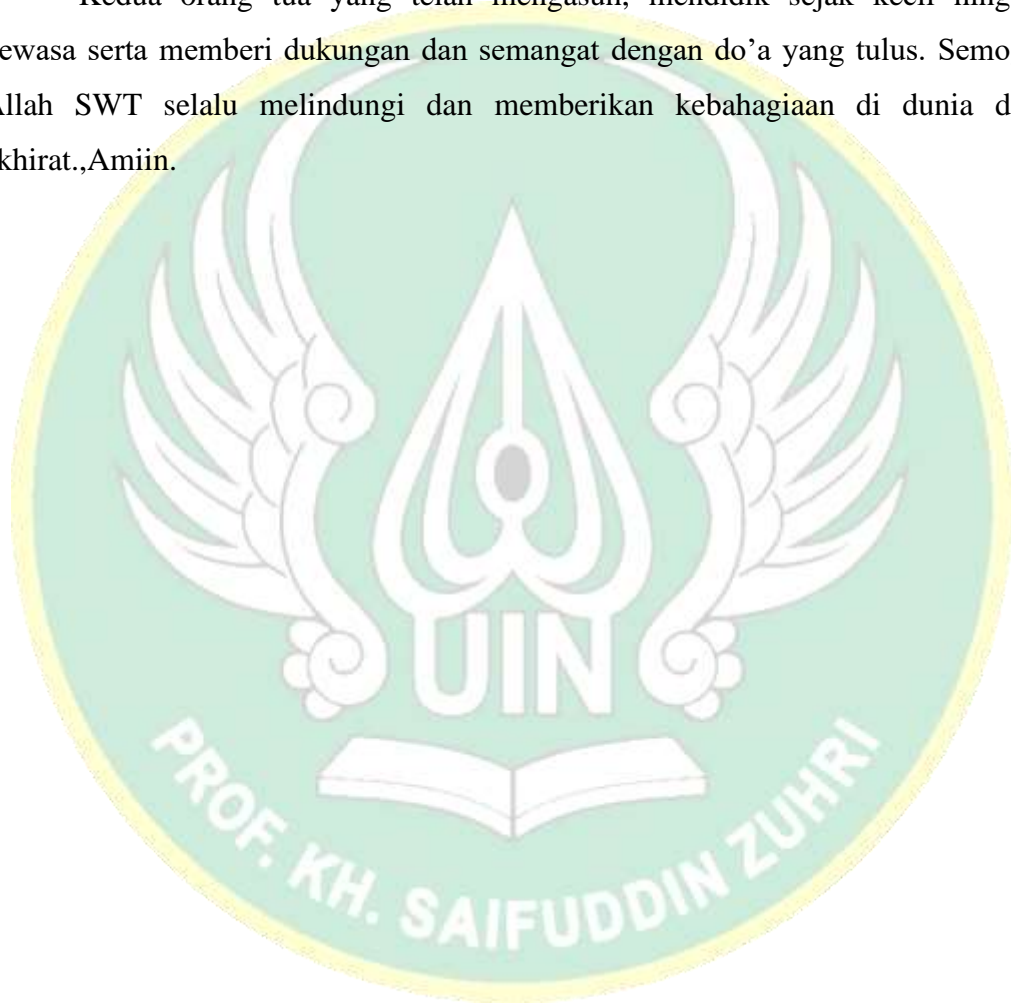 Kedua orang tua yang telah mengasuh, mendidik sejak kecil hing
ewasa serta memberi dukungan dan semangat dengan do’a yang tulus. Semo
Allah SWT selalu melindungi dan memberikan kebahagiaan di dunia d
khirat.,Amiin.
UIN
PROF. KH. SAIFUDDIN ZUHRI